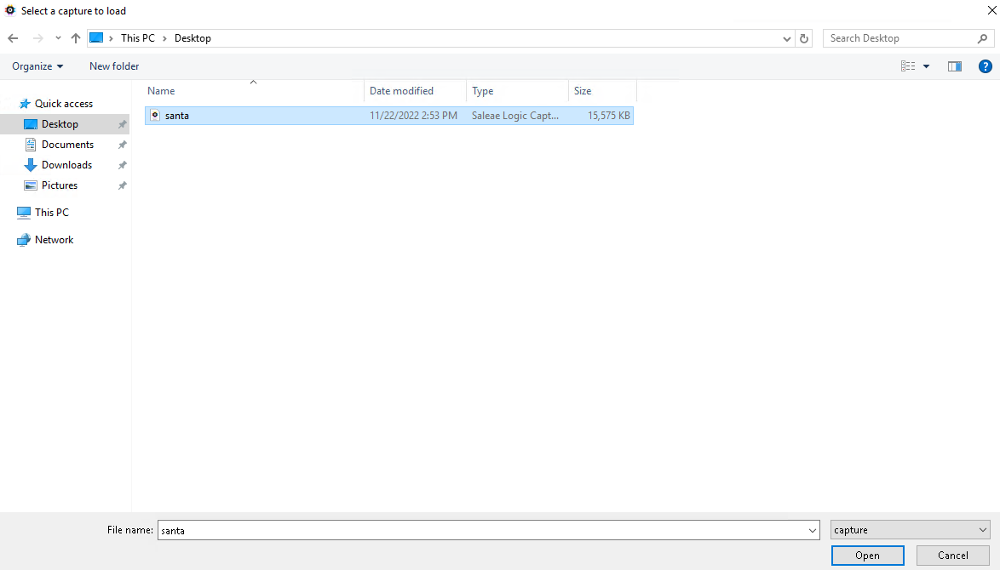 Select a capture to load
This PC Desktop
Search Desktop
Organize New folder
Name Date modified Type Size
santa 11/22/2022 2:53 PM Saleae Logic Capt... 15,575 KB
Quick access
Desktop
Documents
Downloads
Pictures
This PC
Network
File name: santa capture
Open Cancel